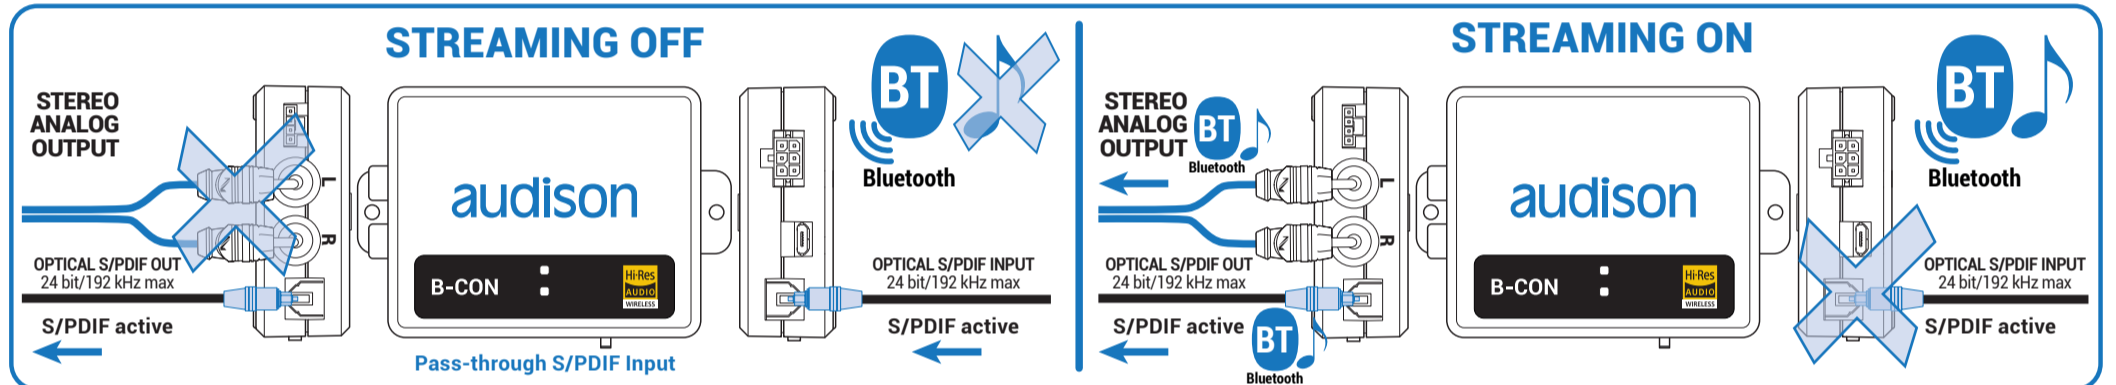 STREAMING OFF
STEREO
ANALOG
OUTPUT
L
R
OPTICAL S/PDIF OUT
24 bit/192 kHz max
S/PDIF active
audison
B-CON
Hi-Res
AUDIO
WIRELESS
Pass-through S/PDIF Input
BT
Bluetooth
OPTICAL S/PDIF INPUT
24 bit/192 kHz max
S/PDIF active
STREAMING ON
STEREO
ANALOG
OUTPUT
BT
Bluetooth
L
R
OPTICAL S/PDIF OUT
24 bit/192 kHz max
S/PDIF active
BT
Bluetooth
audison
B-CON
Hi-Res
AUDIO
WIRELESS
BT
Bluetooth
OPTICAL S/PDIF INPUT
24 bit/192 kHz max
S/PDIF active